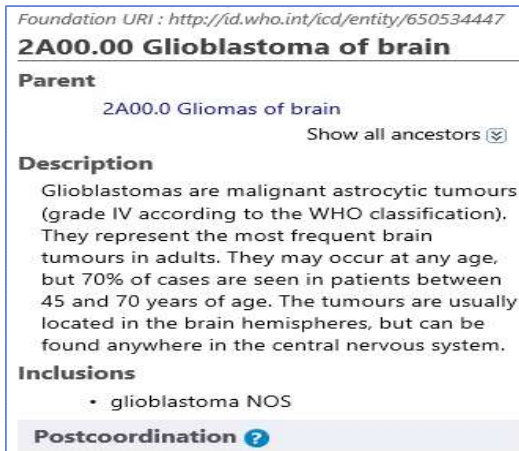 Foundation URI : http://id.who.int/icd/entity/650534447
2A00.00 Glioblastoma of brain
Parent
2A00.0 Gliomas of brain
Show all ancestors
Description
Glioblastomas are malignant astrocytic tumours
(grade IV according to the WHO classification).
They represent the most frequent brain
tumours in adults. They may occur at any age,
but 70% of cases are seen in patients between
45 and 70 years of age. The tumours are usually
located in the brain hemispheres, but can be
found anywhere in the central nervous system.
Inclusions
• glioblastoma NOS
Postcoordination ?